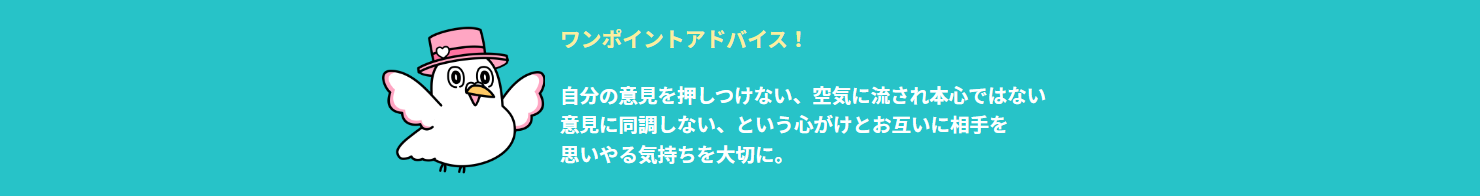 ワンポイントアドバイス！
自分の意見を押しつけない、空気に流され本心ではない
意見に同調しない、という心がけとお互いに相手を
思いやる気持ちを大切に。